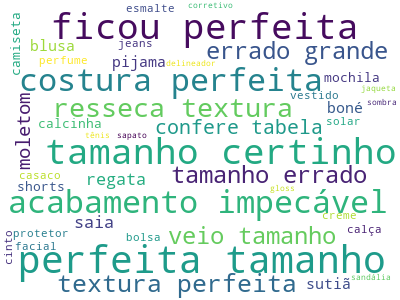 corretivo
esmalte
ficou perfeita
camiseta
blusa
jeans
errado grande
perfume
pijama
delineador
costura perfeita
mochila
jaqueta
vestido
sombra
resseca textura
boné
moletom
calcinha
confere tabela
solar
tênis
sapato
tamanho certinho
casaco
regata
tamanho errado
shorts
gloss
acabamento impecável
saia
creme
cinto
protetor
facial
bolsa
veio tamanho
calça
perfeita tamanho
textura perfeita
sutiã
sandália